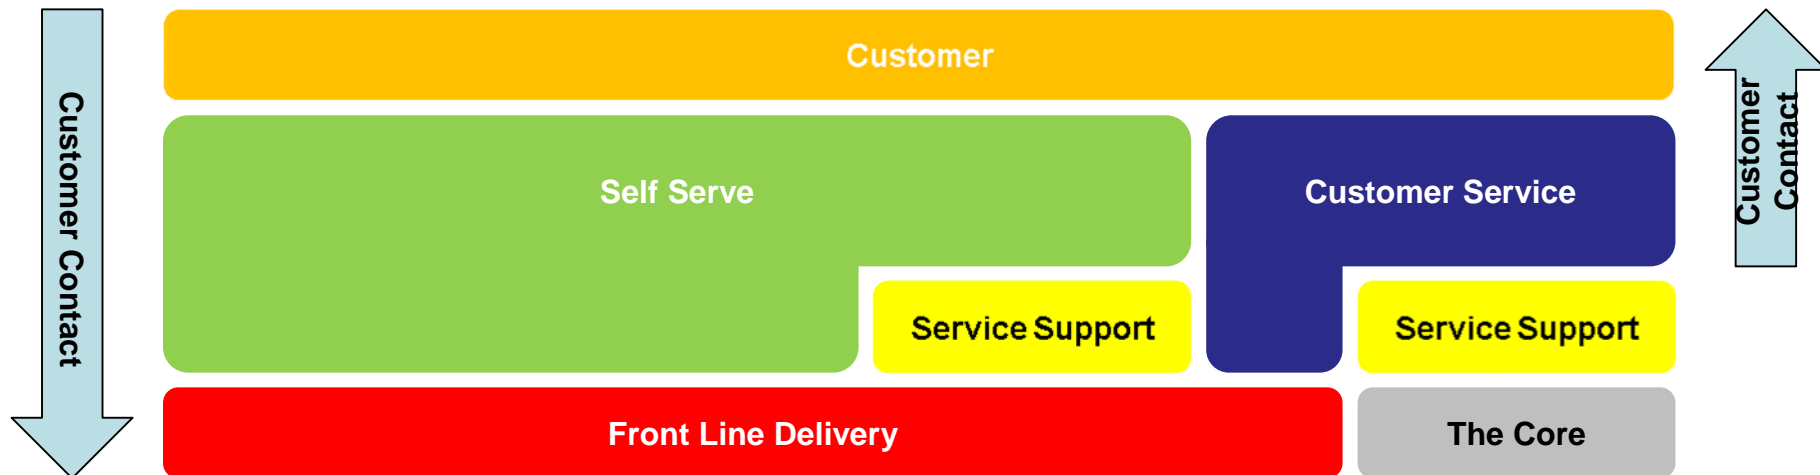 Customer
Customer Contact
Self Serve
Customer Service
Customer
Contact
Service Support
Service Support
Front Line Delivery
The Core